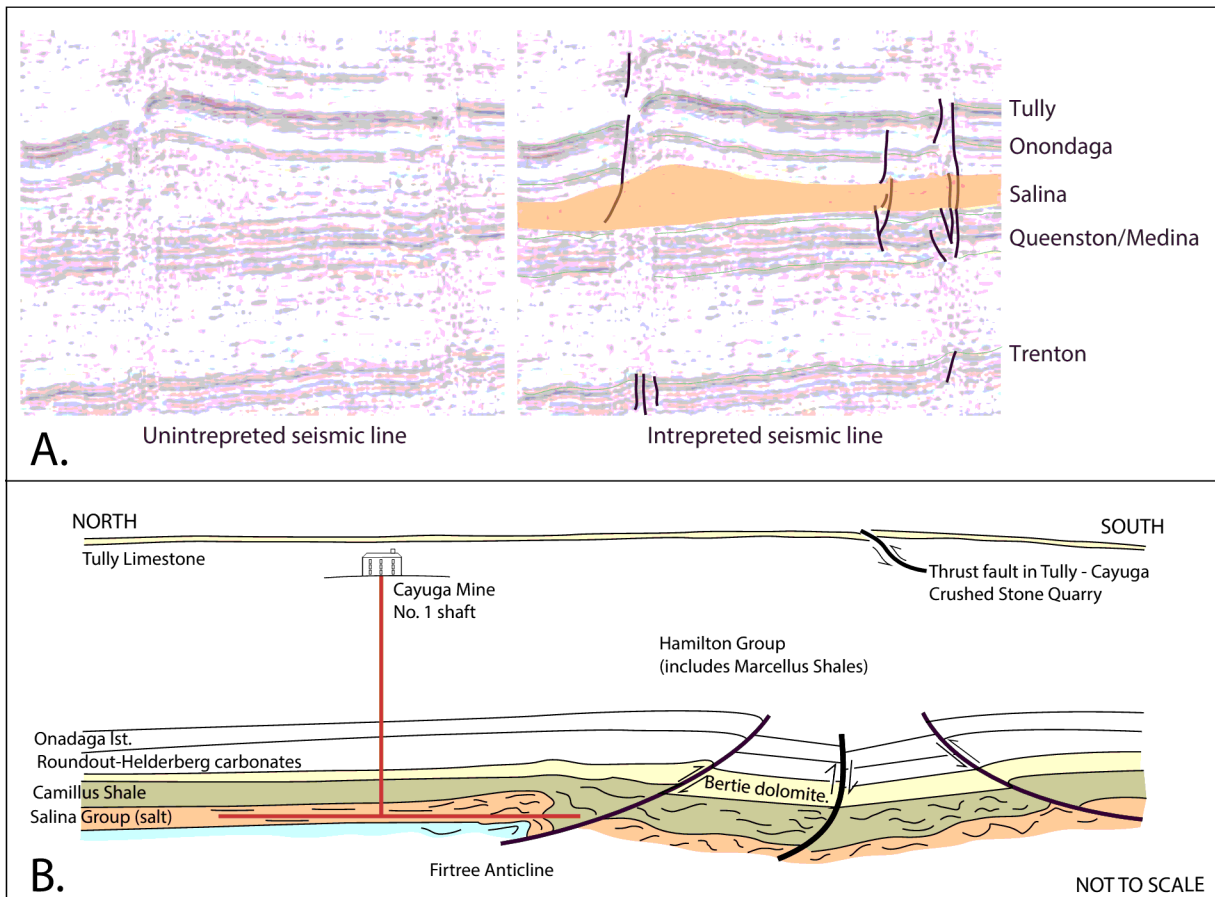 Tully
Onondaga
Salina
Queenston/Medina
Trenton
Unintrepreted seismic line
Intrepreted seismic line
A.
NORTH
SOUTH
Tully Limestone
Cayuga Mine
No. 1 shaft
Thrust fault in Tully - Cayuga
Crushed Stone Quarry
Hamilton Group
(includes Marcellus Shales)
Onadaga lst.
Roundout-Helderberg carbonates
Camillus Shale
Bertie dolomite.
Salina Group (salt)
Firtree Anticline
B.
NOT TO SCALE